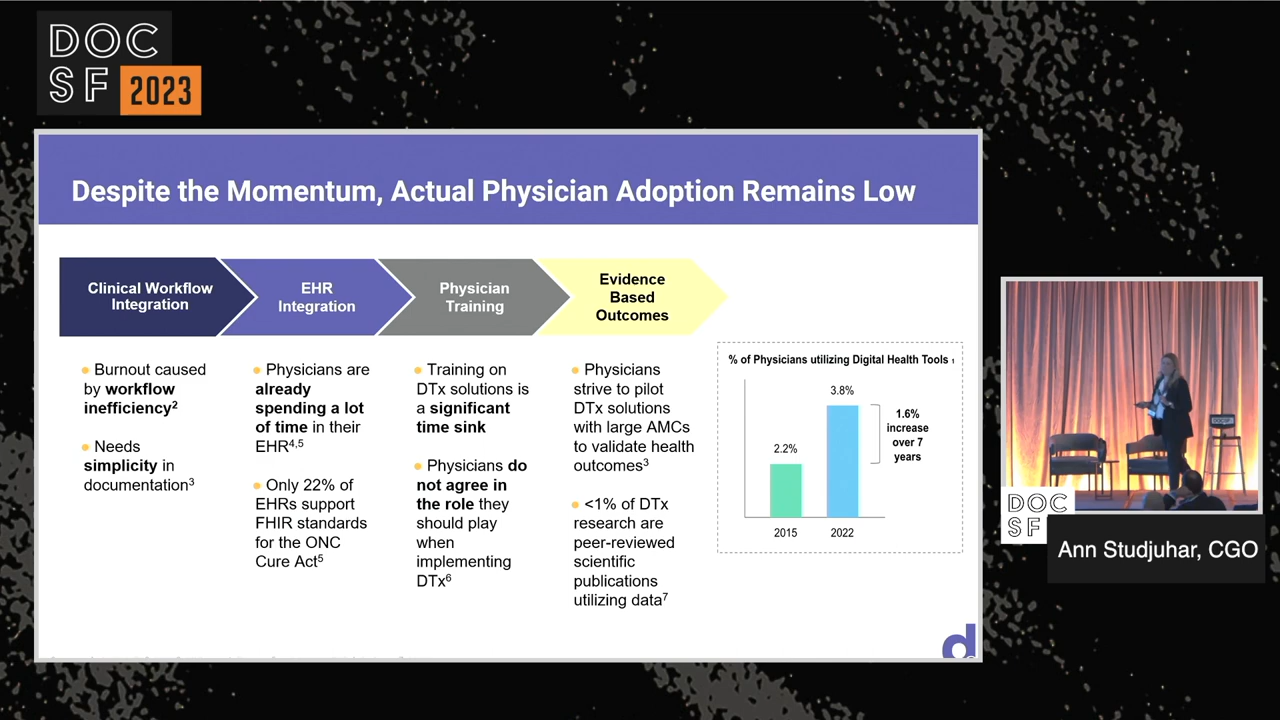 DOC
SF 2023
Despite the Momentum, Actual Physician Adoption Remains Low
Clinical Workflow
Integration
EHR
Integration
Physician
Training
Evidence
Based
Outcomes
Burnout caused
by workflow
inefficiency²
Needs
simplicity in
documentation³
Physicians are
already
spending a lot
of time in their
EHR⁴,⁵
Only 22% of
EHRs support
FHIR standards
for the ONC
Cure Act⁵
Training on
DTx solutions is
a significant
time sink
Physicians do
not agree in
the role they
should play
when
implementing
DTx⁶
Physicians
strive to pilot
DTx solutions
with large AMCs
to validate health
outcomes³
<1% of DTx
research are
peer-reviewed
scientific
publications
utilizing data⁷
% of Physicians utilizing Digital Health Tools ₁
3.8%
2.2%
1.6%
increase
over 7
years
2015
2022
d
DOC
SF
Ann Studjuhar, CGO